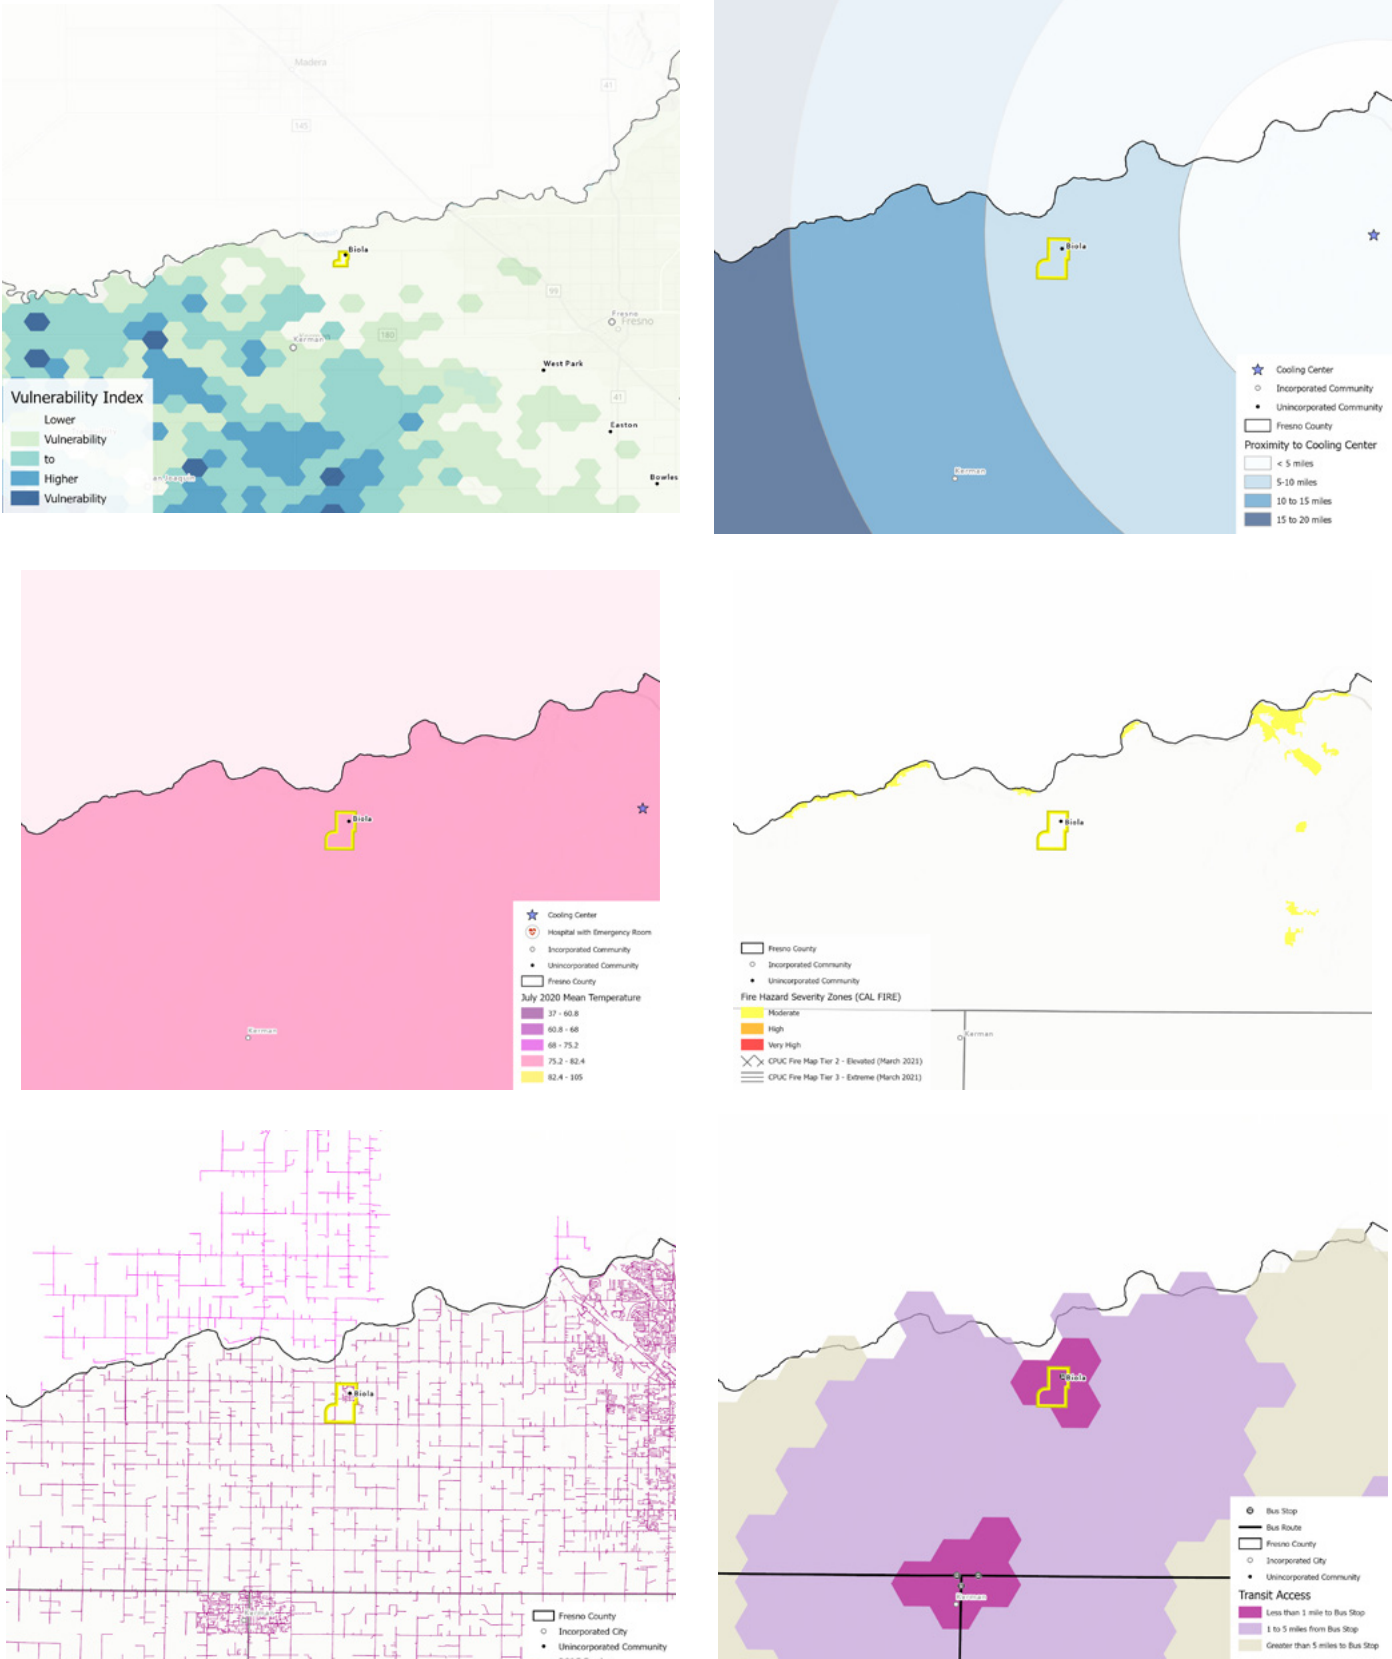 Madera
41
145
Biola
99
Fresno
Fresno
Kerman
180
West Park
41
Easton
Bowles
Vulnerability Index
Lower
Vulnerability
to
Higher
Vulnerability
Biola
Kerman
Cooling Center
Incorporated Community
Unincorporated Community
Fresno County
Proximity to Cooling Center
< 5 miles
5-10 miles
10 to 15 miles
15 to 20 miles
Biola
Kerman
Cooling Center
Hospital with Emergency Room
Incorporated Community
Unincorporated Community
Fresno County
July 2020 Mean Temperature
37 - 60.8
60.8 - 68
68 - 75.2
75.2 - 82.4
82.4 - 105
Biola
Kerman
Fresno County
Incorporated Community
Unincorporated Community
Fire Hazard Severity Zones (CAL FIRE)
Moderate
High
Very High
CPUC Fire Map Tier 2 - Elevated (March 2021)
CPUC Fire Map Tier 3 - Extreme (March 2021)
Biola
Kerman
Fresno County
Incorporated City
Unincorporated Community
Biola
Kerman
Bus Stop
Bus Route
Fresno County
Incorporated City
Unincorporated Community
Transit Access
Less than 1 mile to Bus Stop
1 to 5 miles from Bus Stop
Greater than 5 miles to Bus Stop